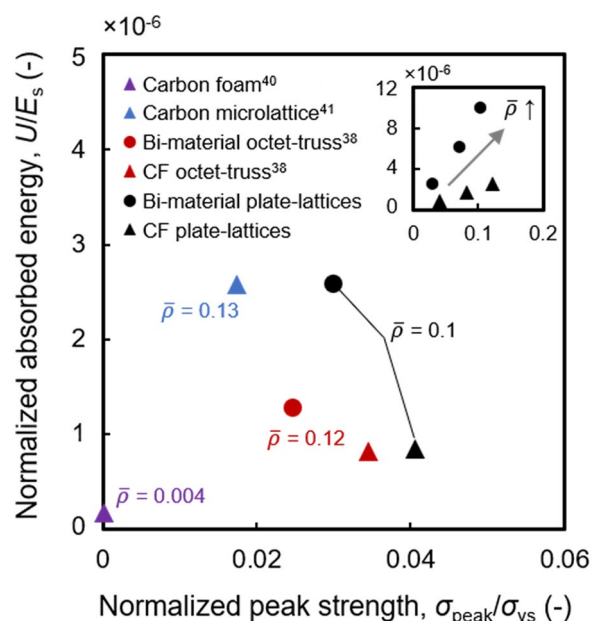 ×10⁻⁶
5
4
3
2
1
0
0
0.02
0.04
0.06
Normalized absorbed energy, U/Eₛ (-)
Normalized peak strength, σ_peak/σ_ys (-)
Carbon foam⁴⁰
Carbon microlattice⁴¹
Bi-material octet-truss³⁸
CF octet-truss³⁸
Bi-material plate-lattices
CF plate-lattices
×10⁻⁶
12
8
4
0
0
0.1
0.2
ρ̄ ↑
ρ̄ = 0.13
ρ̄ = 0.1
ρ̄ = 0.12
ρ̄ = 0.004